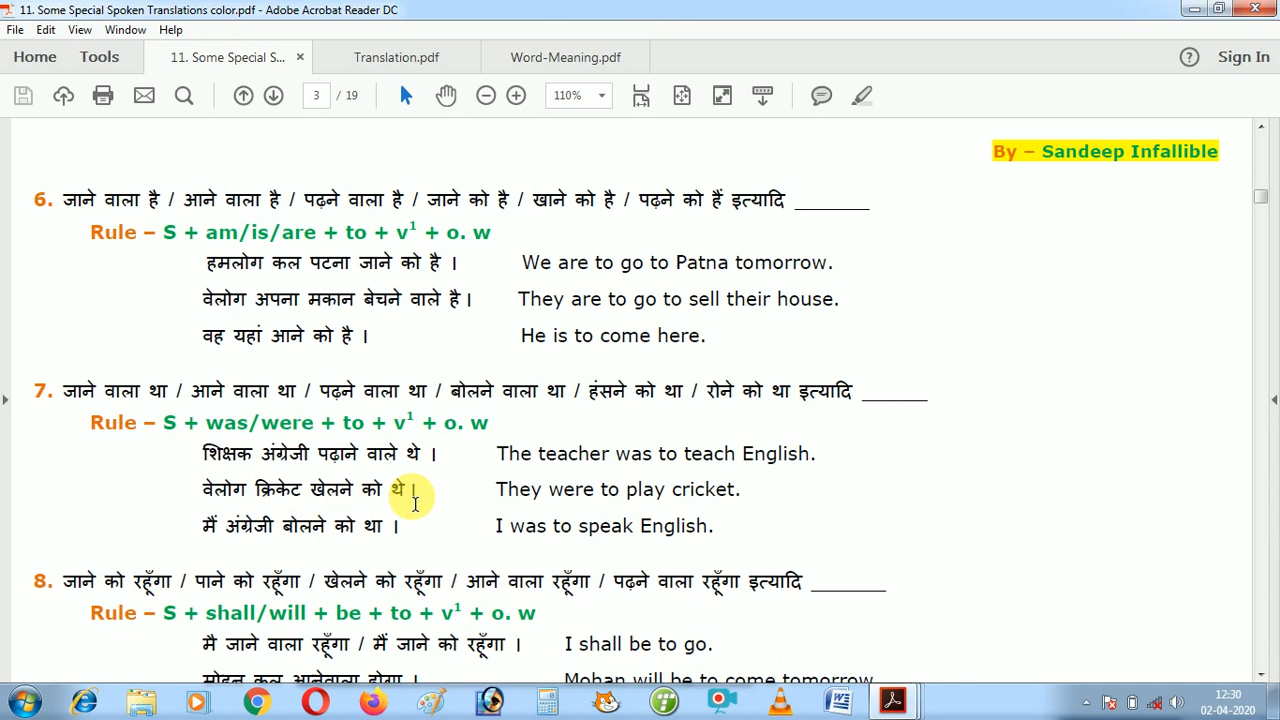 11. Some Special Spoken Translations color.pdf - Adobe Acrobat Reader DC
File Edit View Window Help
Home Tools 11. Some Special S... × Translation.pdf Word-Meaning.pdf ? Sign In
3 / 19 110%
By – Sandeep Infallible
6. जाने वाला है / आने वाला है / पढ़ने वाला है / जाने को है / खाने को है / पढ़ने को हैं इत्यादि ________
Rule – S + am/is/are + to + v¹ + o. w
हमलोग कल पटना जाने को है । We are to go to Patna tomorrow.
वेलोग अपना मकान बेचने वाले है। They are to go to sell their house.
वह यहां आने को है । He is to come here.
7. जाने वाला था / आने वाला था / पढ़ने वाला था / बोलने वाला था / हंसने को था / रोने को था इत्यादि _______
Rule – S + was/were + to + v¹ + o. w
शिक्षक अंग्रेजी पढ़ाने वाले थे । The teacher was to teach English.
वेलोग क्रिकेट खेलने को थे। They were to play cricket.
मैं अंग्रेजी बोलने को था । I was to speak English.
8. जाने को रहूँगा / पाने को रहूँगा / खेलने को रहूँगा / आने वाला रहूँगा / पढ़ने वाला रहूँगा इत्यादि ________
Rule – S + shall/will + be + to + v¹ + o. w
मै जाने वाला रहूँगा / मैं जाने को रहूँगा । I shall be to go.
मोहन कल आनेवाला होगा । Mohan will be to come tomorrow
12:30
02-04-2020